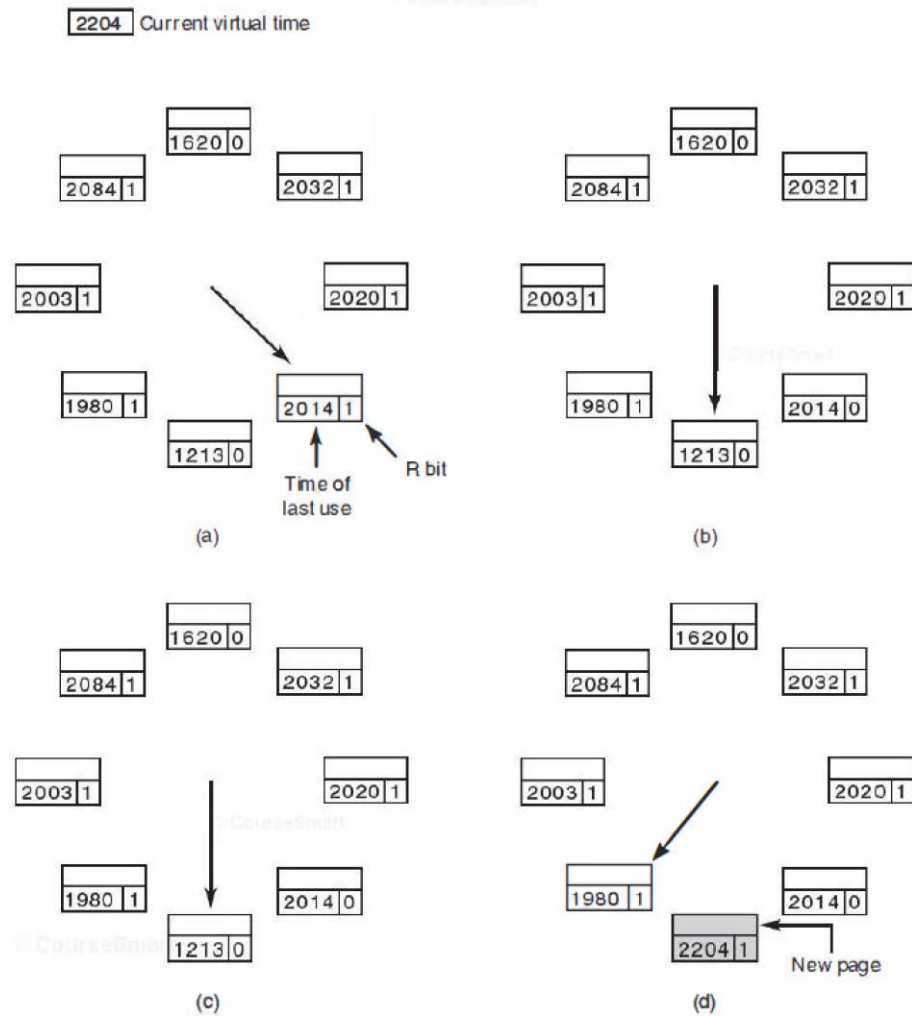 2204 Current virtual time
1620 0
2084 1
2032 1
2003 1
2020 1
1980 1
2014 1
1213 0
Time of
last use
R bit
(a)
1620 0
2084 1
2032 1
2003 1
2020 1
© CourseSmart
1980 1
2014 0
1213 0
(b)
1620 0
2084 1
2032 1
2003 1
2020 1
© CourseSmart
1980 1
2014 0
1213 0
© CourseSmart
(c)
1620 0
2084 1
2032 1
2003 1
2020 1
1980 1
2014 0
2204 1
New page
(d)